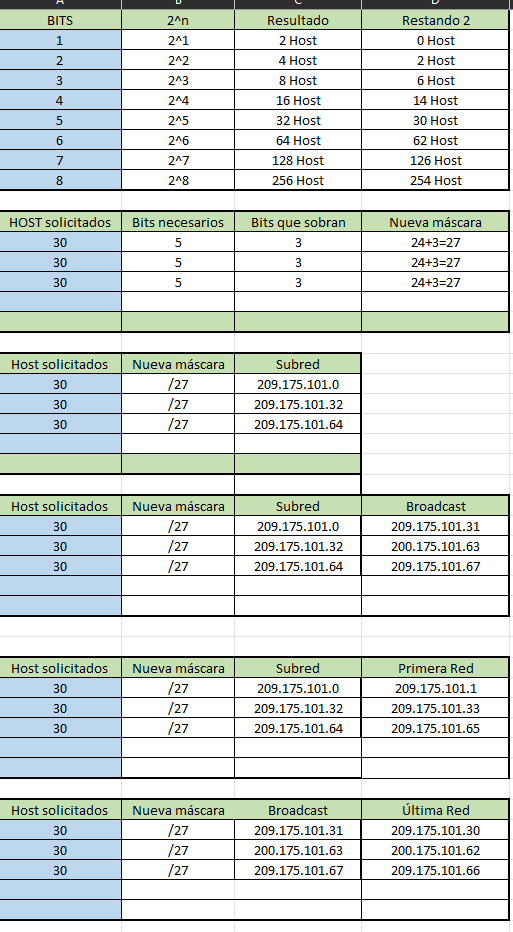 A B C D
BITS 2^n Resultado Restando 2
1 2^1 2 Host 0 Host
2 2^2 4 Host 2 Host
3 2^3 8 Host 6 Host
4 2^4 16 Host 14 Host
5 2^5 32 Host 30 Host
6 2^6 64 Host 62 Host
7 2^7 128 Host 126 Host
8 2^8 256 Host 254 Host
HOST solicitados Bits necesarios Bits que sobran Nueva máscara
30 5 3 24+3=27
30 5 3 24+3=27
30 5 3 24+3=27
Host solicitados Nueva máscara Subred
30 /27 209.175.101.0
30 /27 209.175.101.32
30 /27 209.175.101.64
Host solicitados Nueva máscara Subred Broadcast
30 /27 209.175.101.0 209.175.101.31
30 /27 209.175.101.32 200.175.101.63
30 /27 209.175.101.64 209.175.101.67
Host solicitados Nueva máscara Subred Primera Red
30 /27 209.175.101.0 209.175.101.1
30 /27 209.175.101.32 209.175.101.33
30 /27 209.175.101.64 209.175.101.65
Host solicitados Nueva máscara Broadcast Última Red
30 /27 209.175.101.31 209.175.101.30
30 /27 200.175.101.63 200.175.101.62
30 /27 209.175.101.67 209.175.101.66